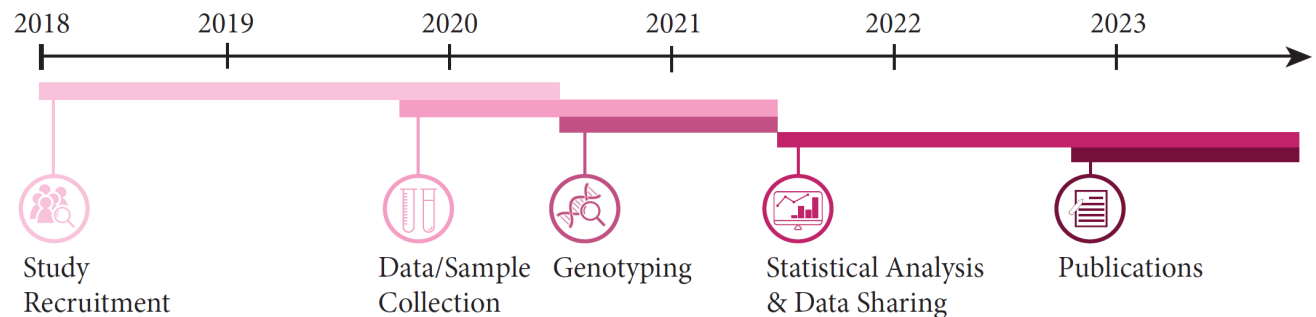 2018 2019 2020 2021 2022 2023
Study
Recruitment
Data/Sample
Collection
Genotyping
Statistical Analysis
& Data Sharing
Publications